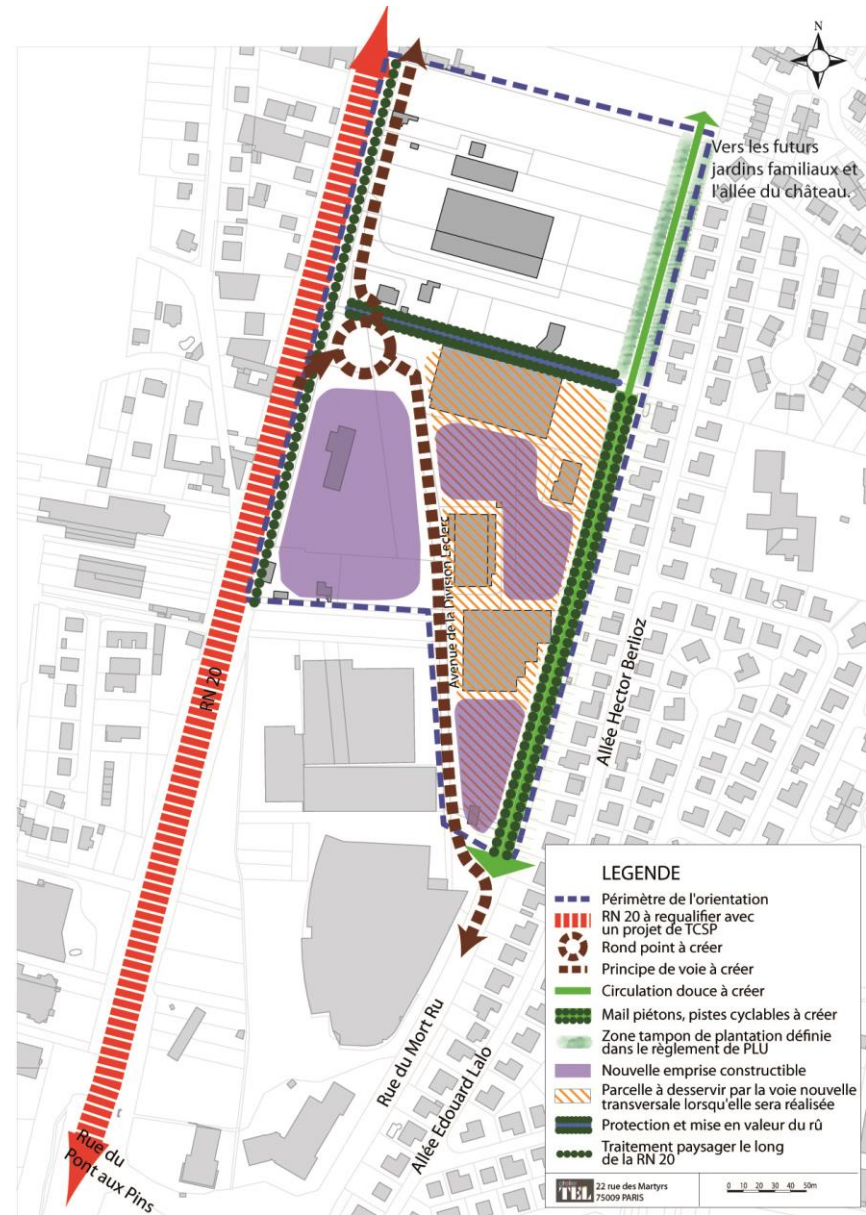 N
Vers les futurs
jardins familiaux et
l'allée du château.
Avenue de la Division Leclerc
RN 20
Allée Hector Berlioz
Rue du Mort Ru
Allée Edouard Lalo
Rue du
Pont aux Pins
LEGENDE
Périmètre de l'orientation
RN 20 à requalifier avec
un projet de TCSP
Rond point à créer
Principe de voie à créer
Circulation douce à créer
Mail piétons, pistes cyclables à créer
Zone tampon de plantation définie
dans le règlement de PLU
Nouvelle emprise constructible
Parcelle à desservir par la voie nouvelle
transversale lorsqu'elle sera réalisée
Protection et mise en valeur du rû
Traitement paysager le long
de la RN 20
atelier
TEL
22 rue des Martyrs
75009 PARIS
0 10 20 30 40 50m